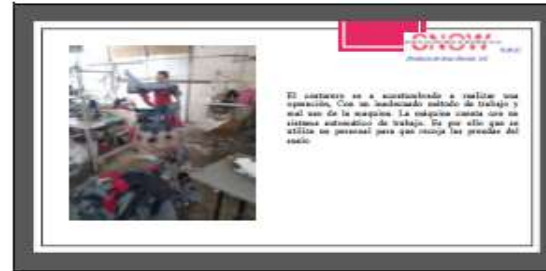 SNOW
El costurero se a acostumbrado a realizar una
operación, Con un inadecuado método de trabajo y
mal uso de la maquina. La máquina cuenta con un
sistema automático de trabajo. Es por ello que se
utiliza un personal para que recoja las prendas del
suelo